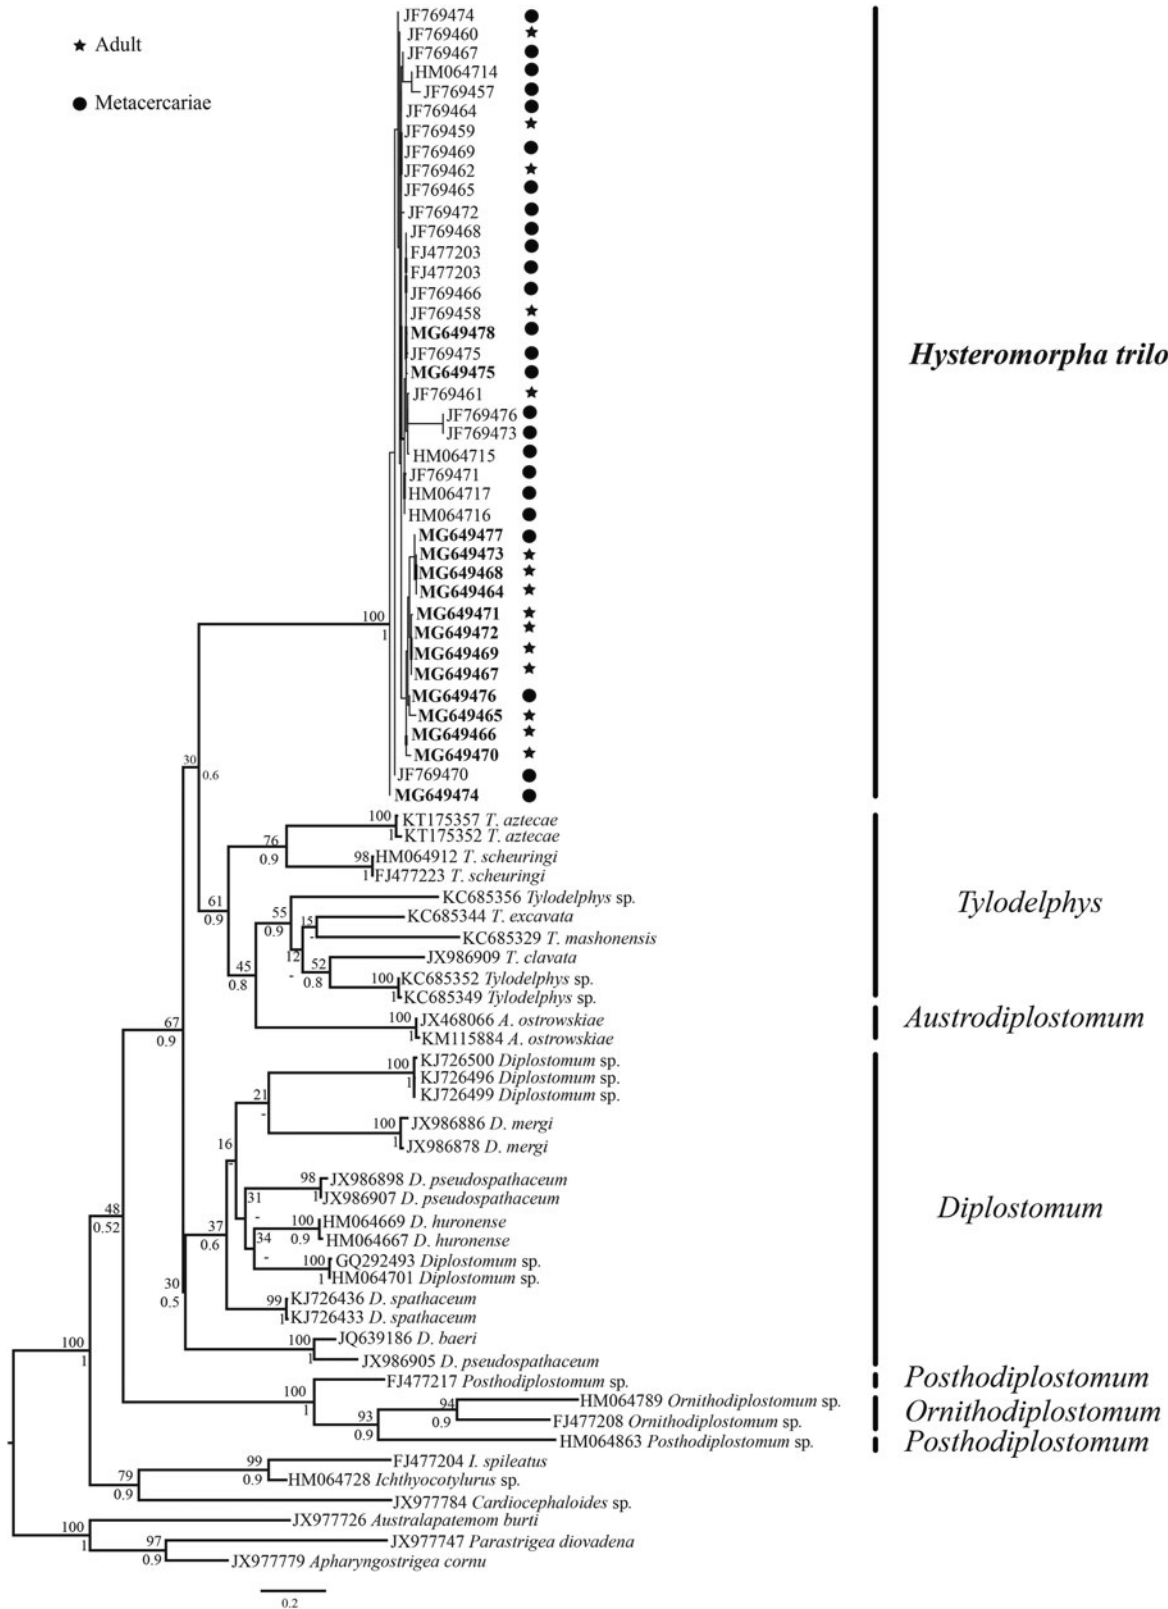 JF769474
JF769460
★ Adult
JF769467
HM064714
JF769457
● Metacercariae
JF769464
JF769459
JF769469
JF769462
JF769465
JF769472
JF769468
FJ477203
FJ477203
JF769466
JF769458
MG649478
JF769475
Hysteromorpha trilo
MG649475
JF769461
JF769476
JF769473
HM064715
JF769471
HM064717
HM064716
MG649477
MG649473
MG649468
MG649464
100
MG649471
1
MG649472
MG649469
MG649467
MG649476
MG649465
MG649466
MG649470
30
0.6
JF769470
MG649474
100
KT175357 T. aztecae
1
KT175352 T. aztecae
76
0.9
98
HM064912 T. scheuringi
1
FJ477223 T. scheuringi
61
0.9
KC685356 Tylodelphys sp.
Tylodelphys
55
0.9
15
-
KC685344 T. excavata
KC685329 T. mashonensis
12
-
JX986909 T. clavata
45
0.8
52
0.8
100
KC685352 Tylodelphys sp.
1
KC685349 Tylodelphys sp.
67
0.9
100
JX468066 A. ostrowskiae
Austrodiplostomum
1
KM115884 A. ostrowskiae
100
KJ726500 Diplostomum sp.
1
KJ726496 Diplostomum sp.
KJ726499 Diplostomum sp.
21
-
100
JX986886 D. mergi
1
JX986878 D. mergi
16
-
98
JX986898 D. pseudospathaceum
1
JX986907 D. pseudospathaceum
31
-
Diplostomum
48
0.52
37
0.6
100
HM064669 D. huronense
0.9
HM064667 D. huronense
34
-
100
GQ292493 Diplostomum sp.
1
HM064701 Diplostomum sp.
30
0.5
99
KJ726436 D. spathaceum
1
KJ726433 D. spathaceum
100
1
100
JQ639186 D. baeri
1
JX986905 D. pseudospathaceum
100
1
FJ477217 Posthodiplostomum sp.
Posthodiplostomum
94
0.9
HM064789 Ornithodiplostomum sp.
Ornithodiplostomum
93
0.9
FJ477208 Ornithodiplostomum sp.
HM064863 Posthodiplostomum sp.
Posthodiplostomum
99
0.9
FJ477204 I. spileatus
79
0.9
HM064728 Ichthyocotylurus sp.
JX977784 Cardiocephaloides sp.
100
1
JX977726 Australapatemom burti
97
0.9
JX977747 Parastrigea diovadena
JX977779 Apharyngostrigea cornu
0.2